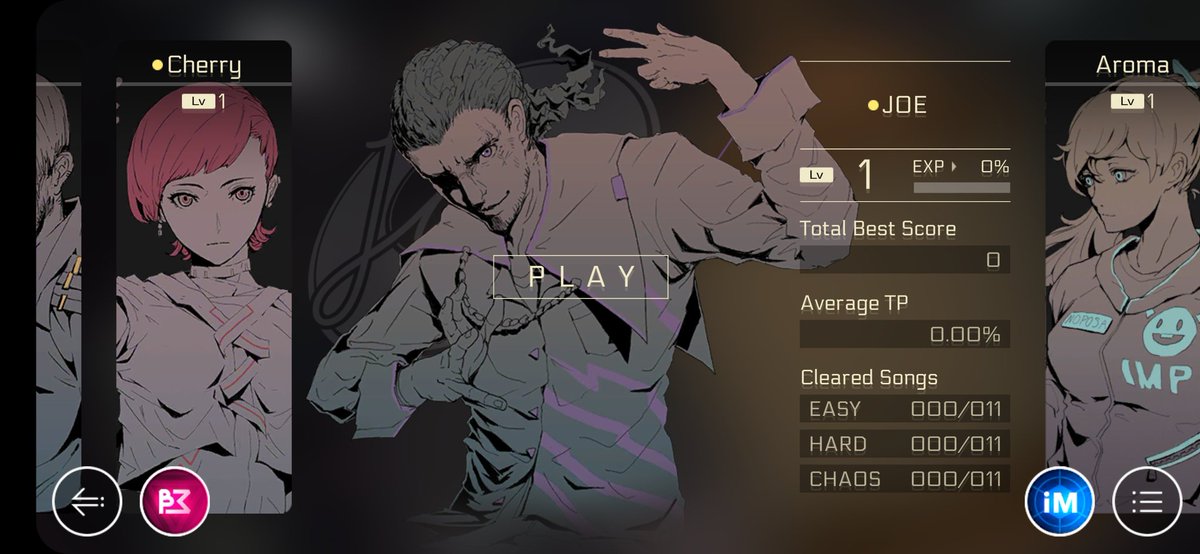 Cherry
Lv 1
PLAY
JOE
Lv 1 EXP 0%
Total Best Score
0
Average TP
0.00%
Cleared Songs
EASY 000/011
HARD 000/011
CHAOS 000/011
Aroma
Lv 1
NOPO3A
IMP
iM